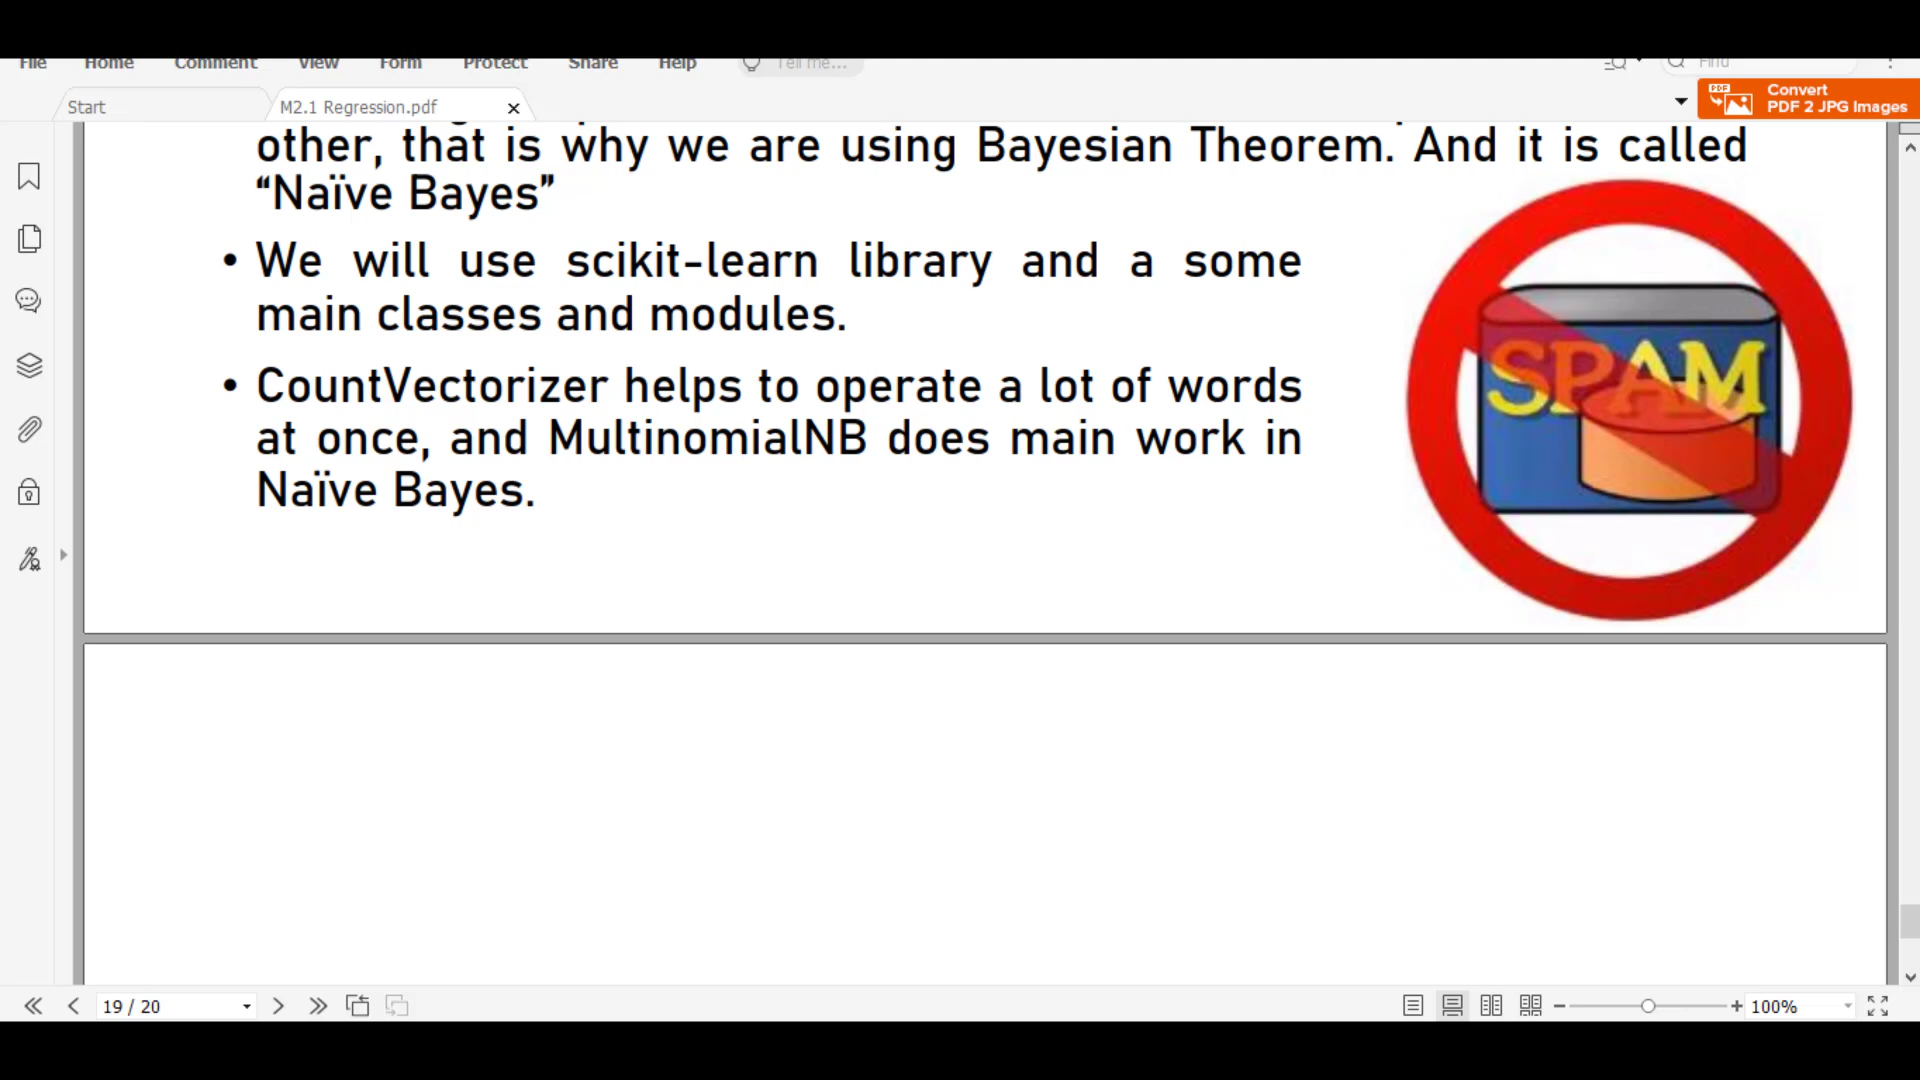 File Home Comment View Form Protect Share Help Tell me... Find
Start M2.1 Regression.pdf
Convert
PDF 2 JPG Images
other, that is why we are using Bayesian Theorem. And it is called
“Naïve Bayes”
• We will use scikit-learn library and a some
main classes and modules.
• CountVectorizer helps to operate a lot of words
at once, and MultinomialNB does main work in
Naïve Bayes.
SPAM
19 / 20 100%